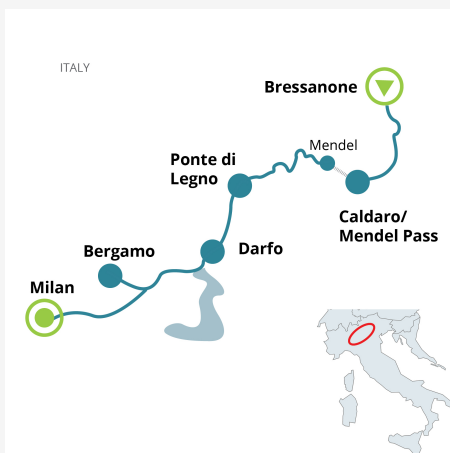 ITALY
Bressanone
Mendel
Ponte di
Legno
Caldaro/
Mendel Pass
Darfo
Bergamo
Milan